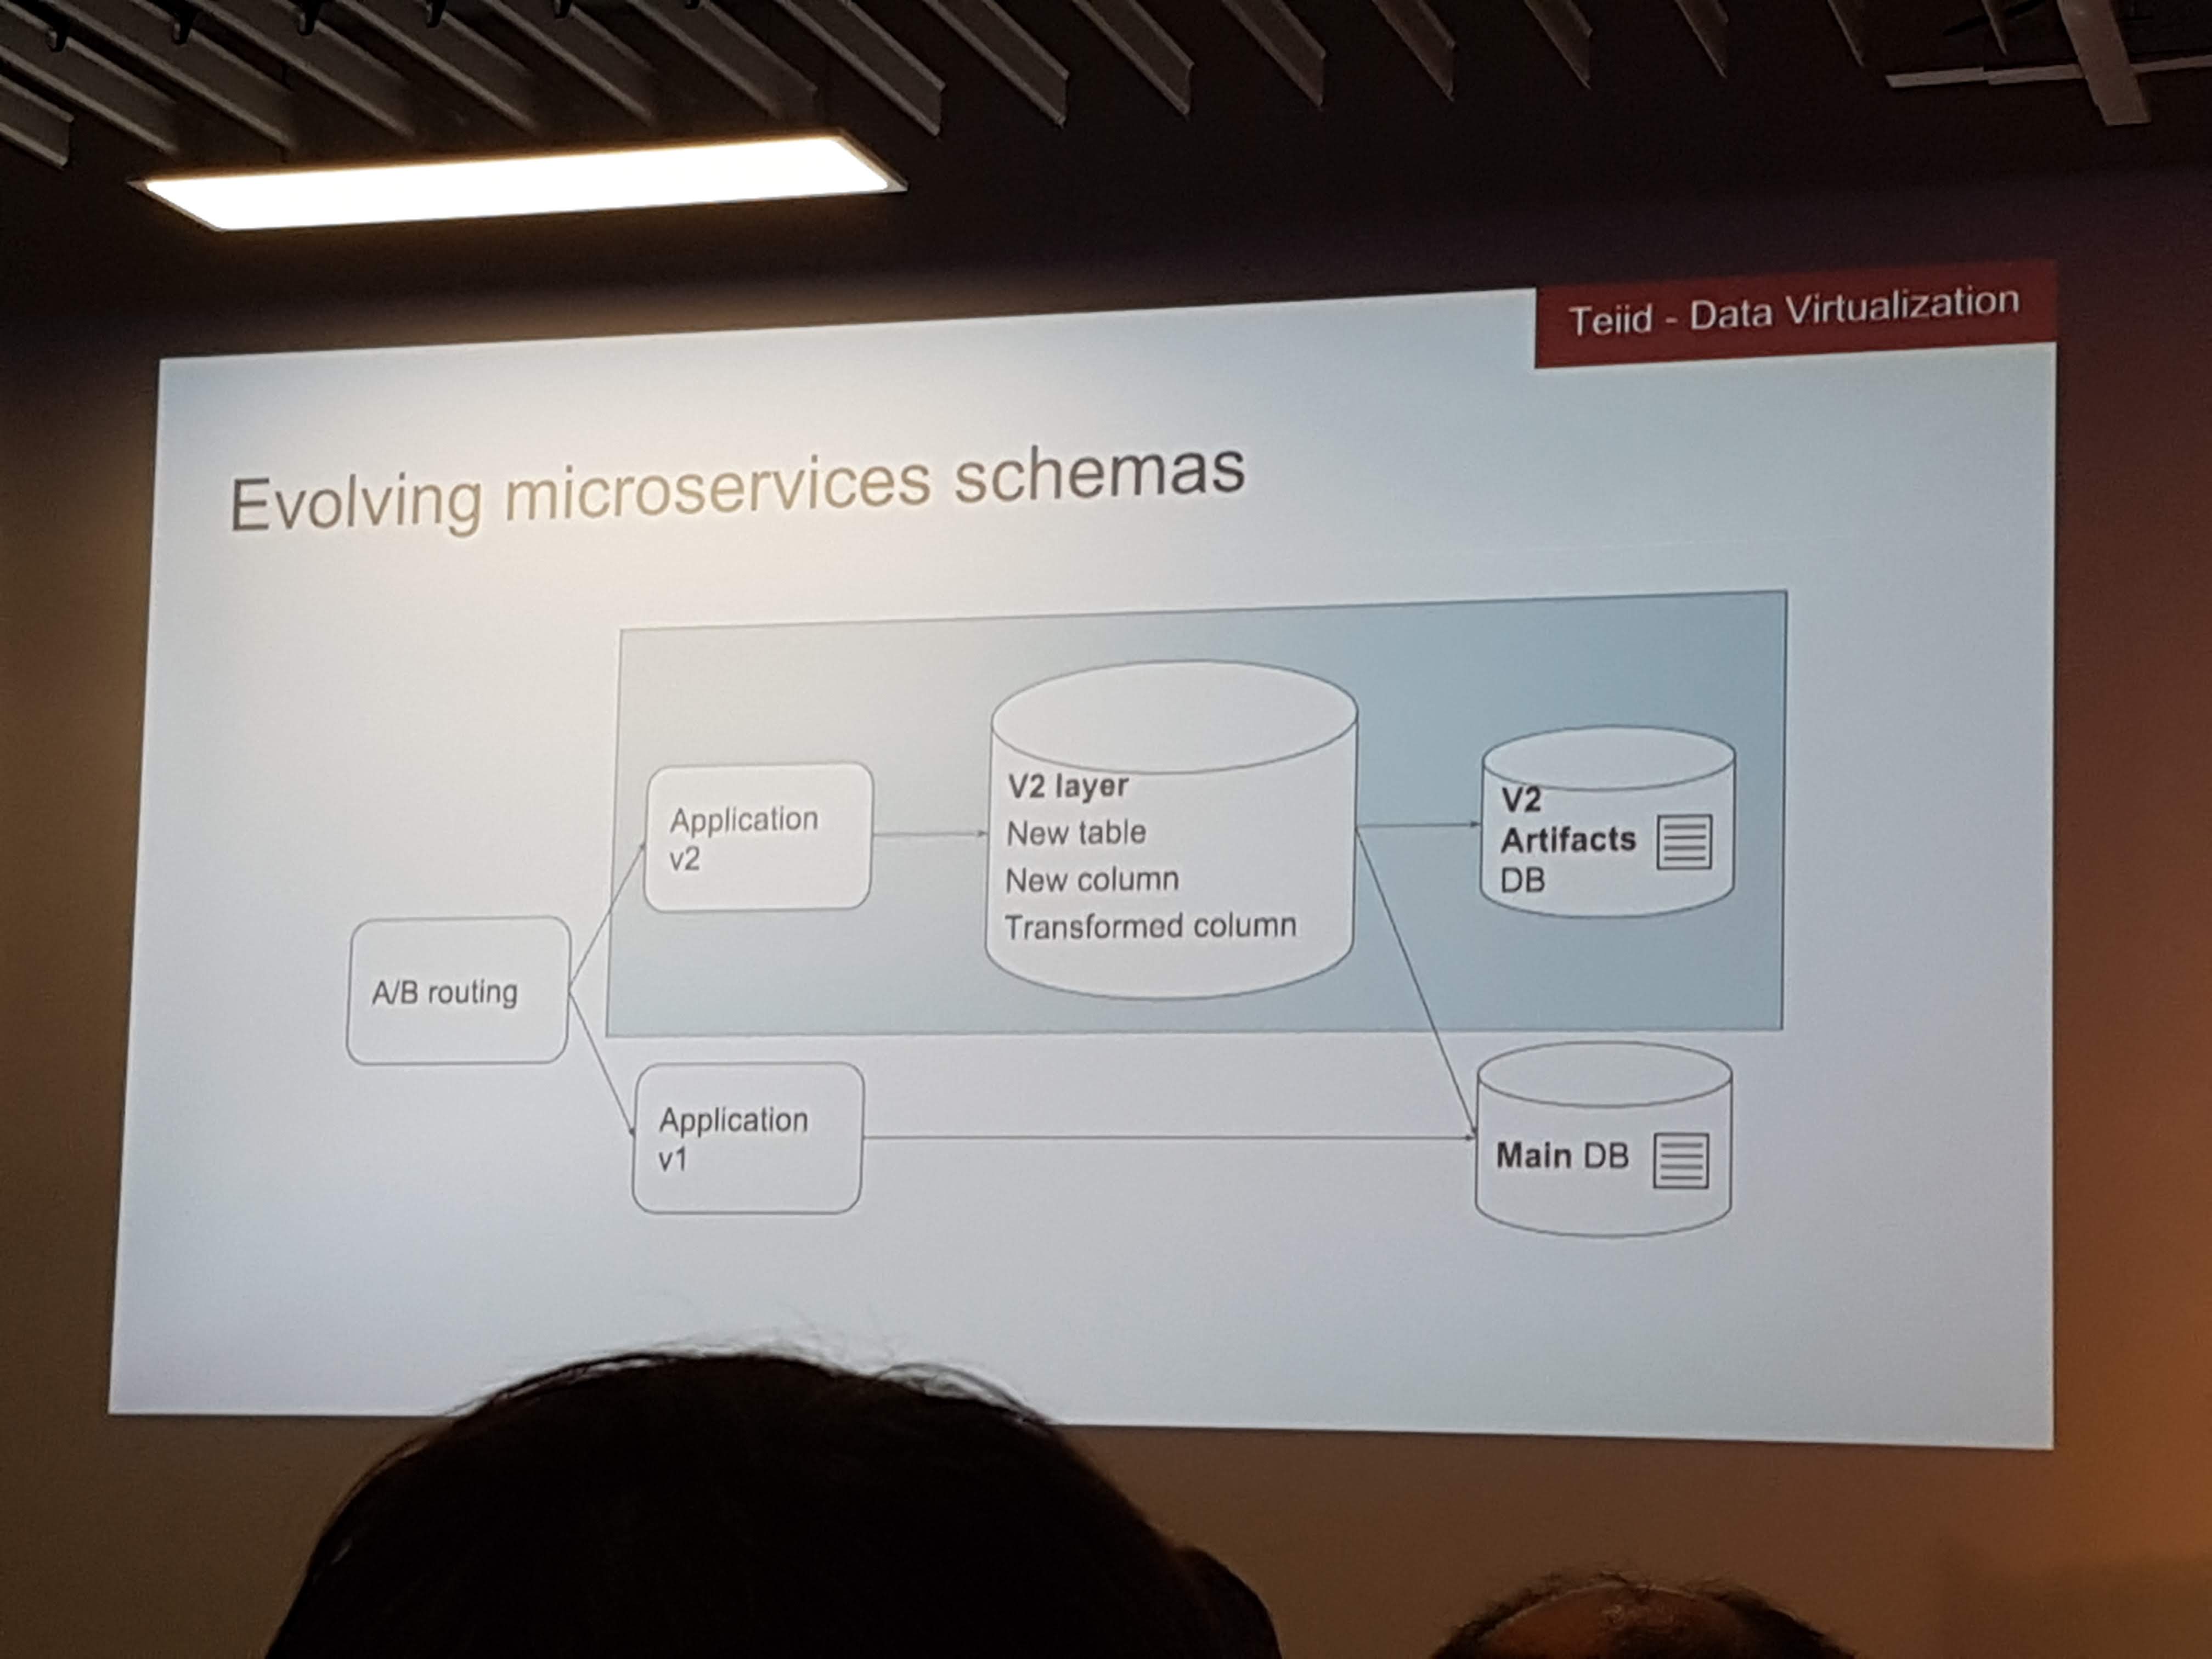 Teiid - Data Virtualization
Evolving microservices schemas
Application
v2
V2 layer
New table
New column
Transformed column
V2
Artifacts
DB
A/B routing
Application
v1
Main DB